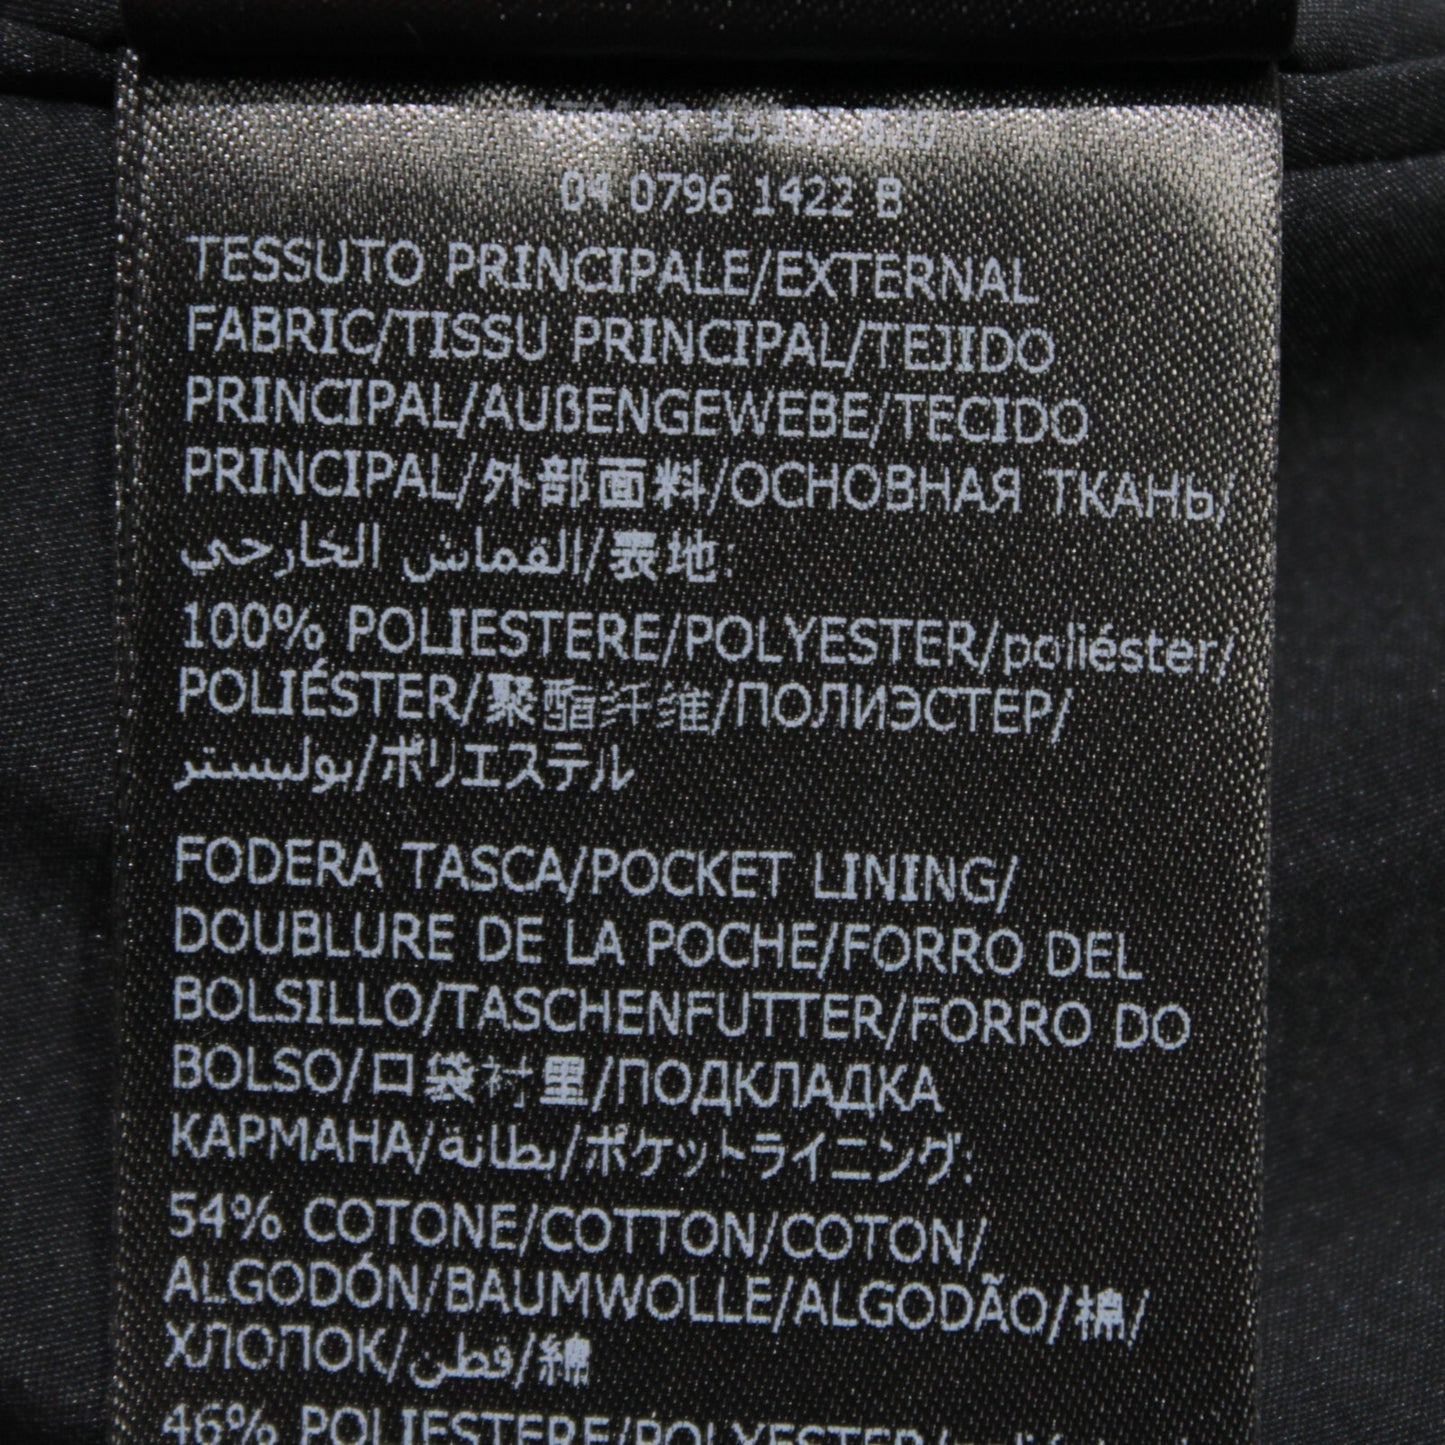 04 0796 1422 B
TESSUTO PRINCIPALE/EXTERNAL
FABRIC/TISSU PRINCIPAL/TEJIDO
PRINCIPAL/AUßENGEWEBE/TECIDO
PRINCIPAL/外部面料/ОСНОВНАЯ ТКАНЬ/
القماش الخارجي/表地:
100% POLIESTERE/POLYESTER/poliéster/
POLIÉSTER/聚酯纤维/ПОЛИЭСТЕР/
بوليستر/ポリエステル
FODERA TASCA/POCKET LINING/
DOUBLURE DE LA POCHE/FORRO DEL
BOLSILLO/TASCHENFUTTER/FORRO DO
BOLSO/口袋衬里/ПОДКЛАДКА
КАРМАНА/بطانة/ポケットライニング:
54% COTONE/COTTON/COTON/
ALGODÓN/BAUMWOLLE/ALGODÃO/棉/
ХЛОПОК/قطن/綿
46% POLIESTERE/POLYESTER/